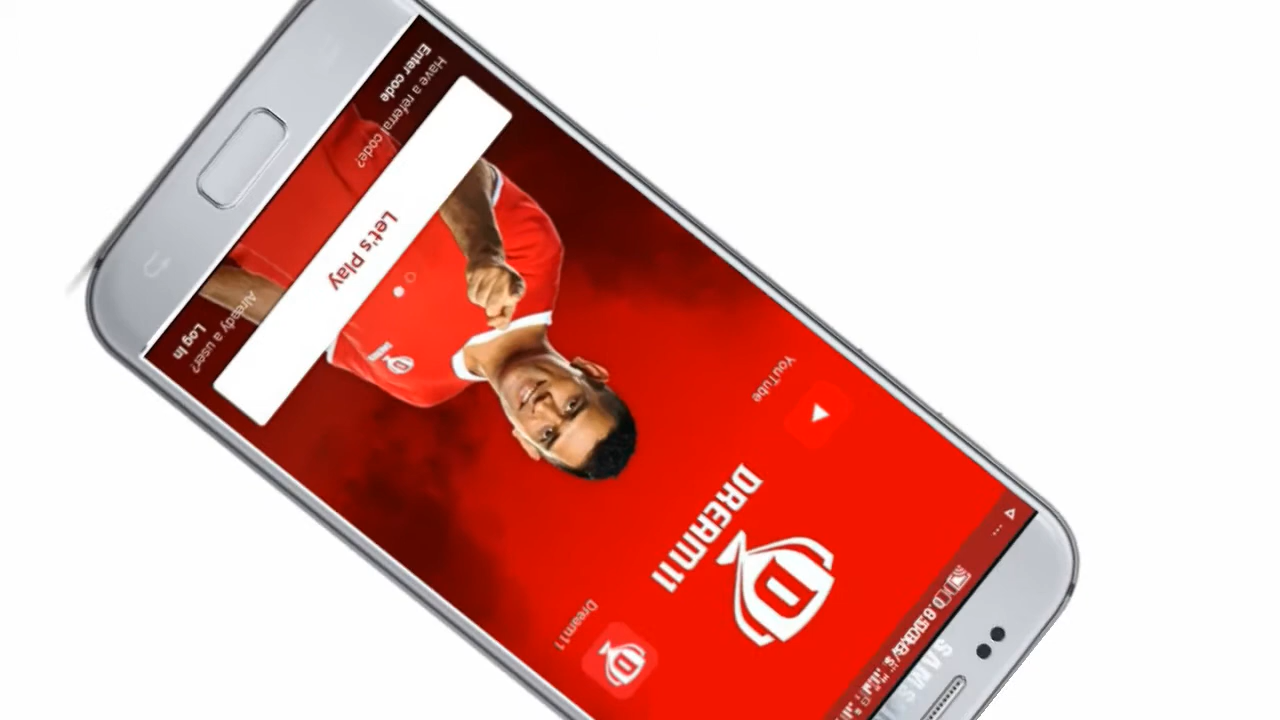 DREAM11
YouTube
Dream11
Let's Play
Have a referral code?
Enter code
Already a user?
Log In